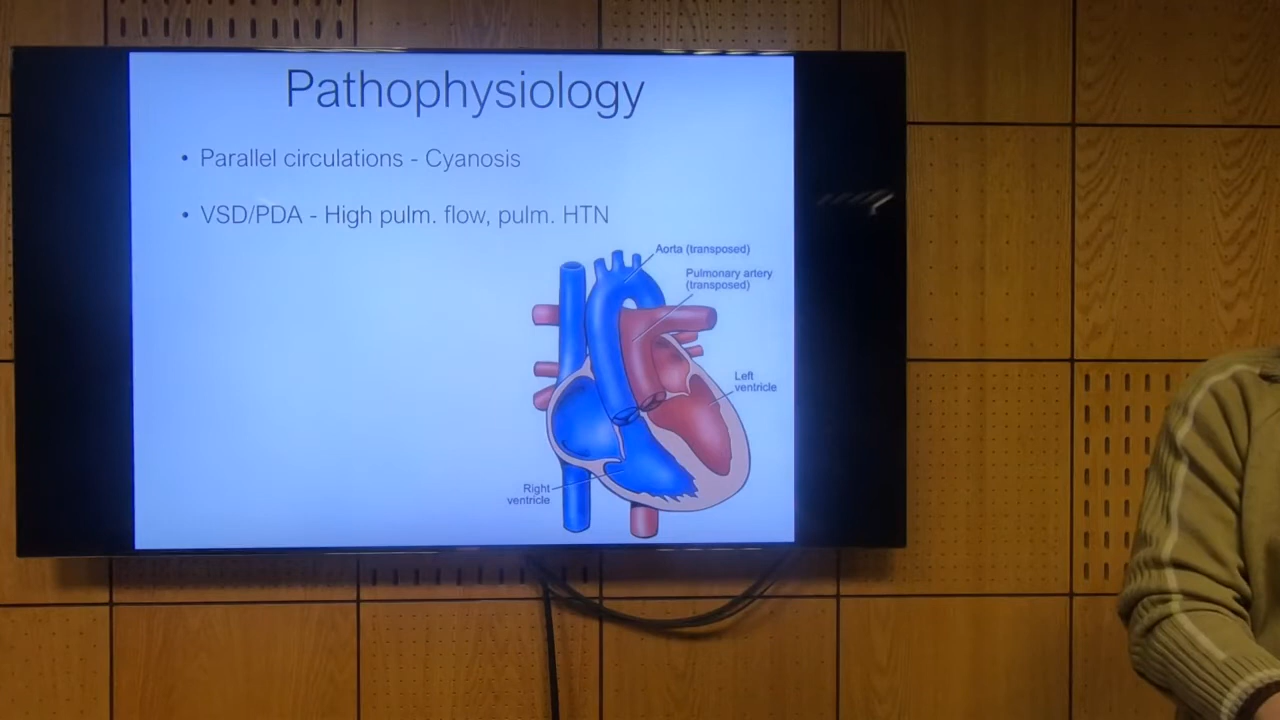 Pathophysiology
• Parallel circulations - Cyanosis
• VSD/PDA - High pulm. flow, pulm. HTN
Aorta (transposed)
Pulmonary artery
(transposed)
Left
ventricle
Right
ventricle